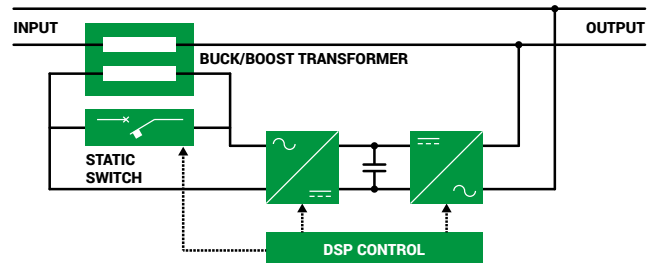 INPUT
OUTPUT
BUCK/BOOST TRANSFORMER
STATIC
SWITCH
DSP CONTROL